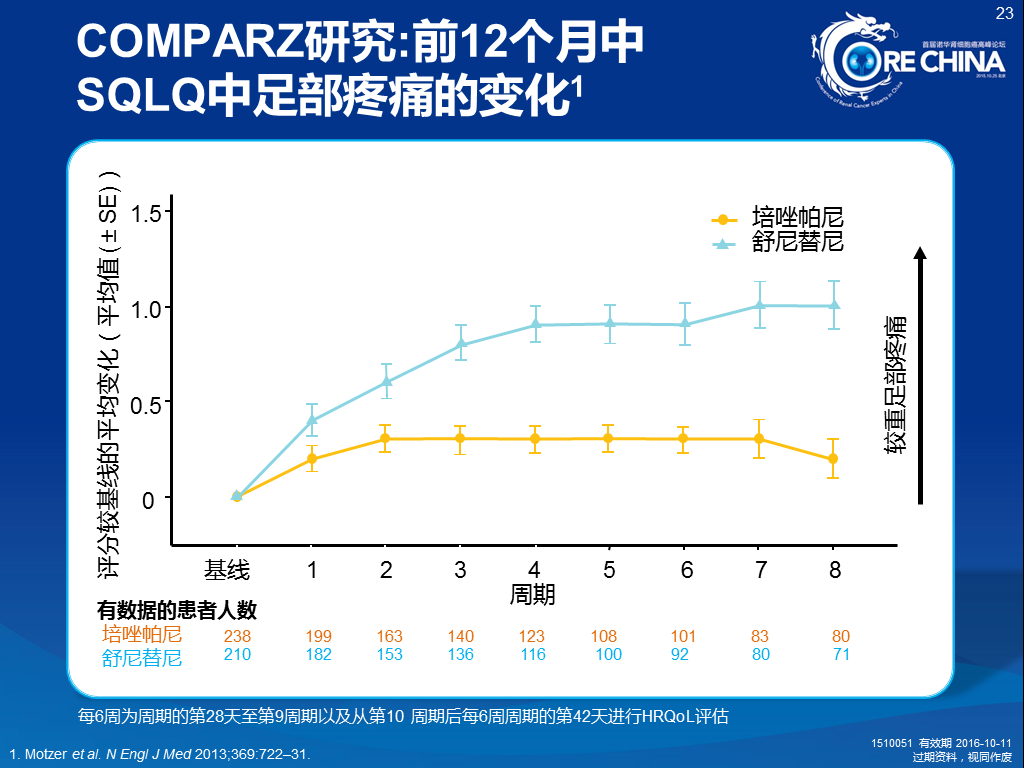 23
COMPARZ研究:前12个月中
SQLQ中足部疼痛的变化1
首届诺华肾细胞癌高峰论坛
CORE CHINA
2015.10.25 北京
Conference of Renal Cancer Experts in China
评分较基线的平均变化（平均值(± SE)）
1.5
1.0
0.5
0
培唑帕尼
舒尼替尼
较重足部疼痛
基线 1 2 3 4 5 6 7 8
周期
有数据的患者人数
培唑帕尼 238 199 163 140 123 108 101 83 80
舒尼替尼 210 182 153 136 116 100 92 80 71
每6周为周期的第28天至第9周期以及从第10 周期后每6周周期的第42天进行HRQoL评估
1. Motzer et al. N Engl J Med 2013;369:722–31.
1510051 有效期 2016-10-11
过期资料，视同作废